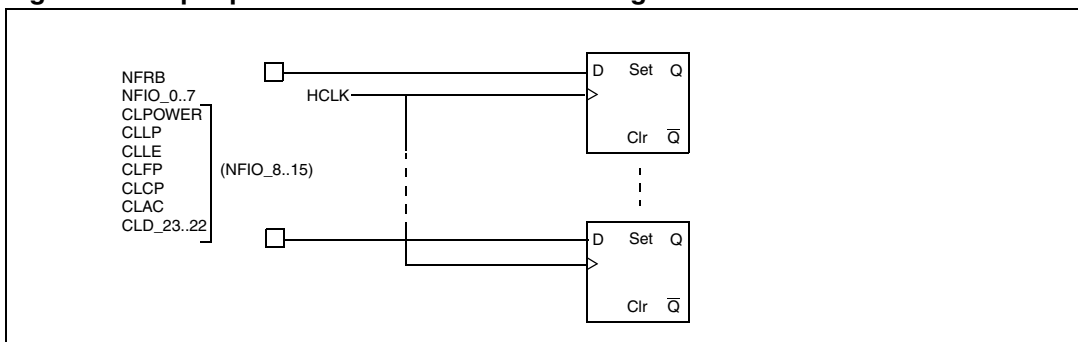 NFRB
NFIO_0..7
CLPOWER
CLLP
CLLE
CLFP
CLCP
CLAC
CLD_23..22
(NFIO_8..15)
HCLK
D Set Q
Clr Q̅
D Set Q
Clr Q̅